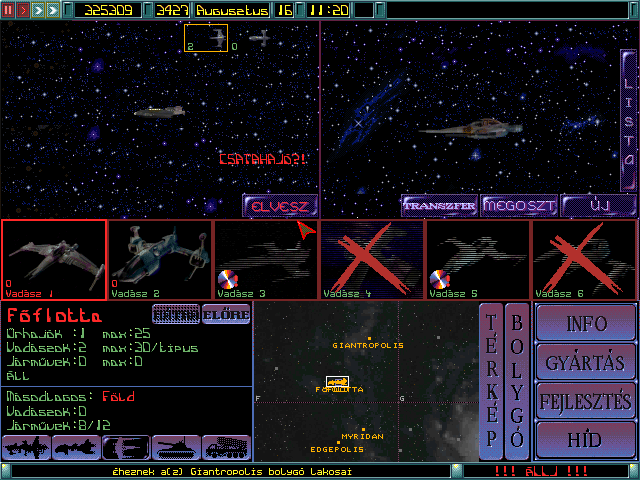 325309 3427 Augusztus 16 11:20
2 0
CSATAHAJÓ?!
LISTA
ELVESZ TRANSZFER MEGOSZT ÚJ
0 0
Vadász 1 Vadász 2 Vadász 3 Vadász 4 Vadász 5 Vadász 6
Főflotta ELŐRE
Űrhajók :1 max:25
Vadászok:2 max:30/típus
Járművek:0 max:0
Áll
Másodlagos: Föld
Vadászok:0
Járművek:8/12
GIANTROPOLIS
FŐFLOTTA
F G
MYRIDAN
EDGEPOLIS
TÉRKÉP
BOLYGÓ
INFO
GYÁRTÁS
FEJLESZTÉS
HÍD
Éheznek a(z) Giantropolis bolygó lakosai
!!! ÁLLJ !!!